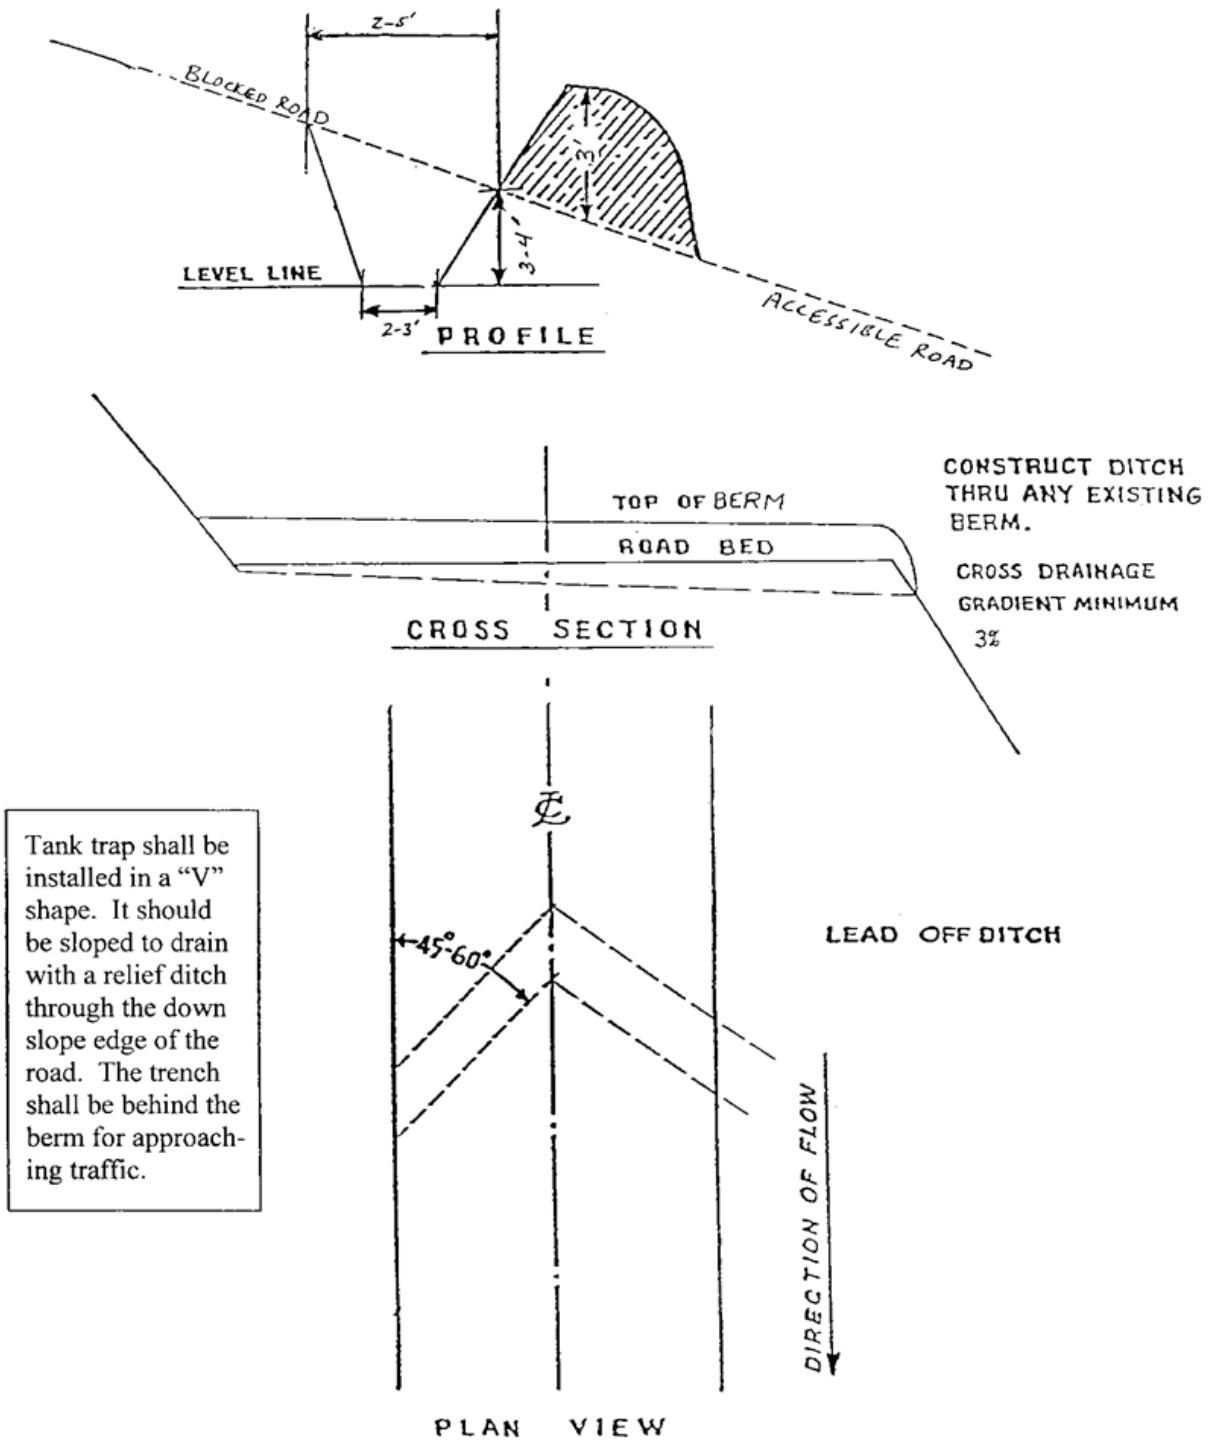 2-5'
BLOCKED ROAD
3'
3-4'
LEVEL LINE
2-3'
PROFILE
ACCESSIBLE ROAD
CONSTRUCT DITCH
THRU ANY EXISTING
BERM.
TOP OF BERM
ROAD BED
CROSS DRAINAGE
GRADIENT MINIMUM
3%
CROSS SECTION
℄
Tank trap shall be
installed in a “V”
shape. It should
be sloped to drain
with a relief ditch
through the down
slope edge of the
road. The trench
shall be behind the
berm for approach-
ing traffic.
45°-60°
LEAD OFF DITCH
DIRECTION OF FLOW
PLAN VIEW